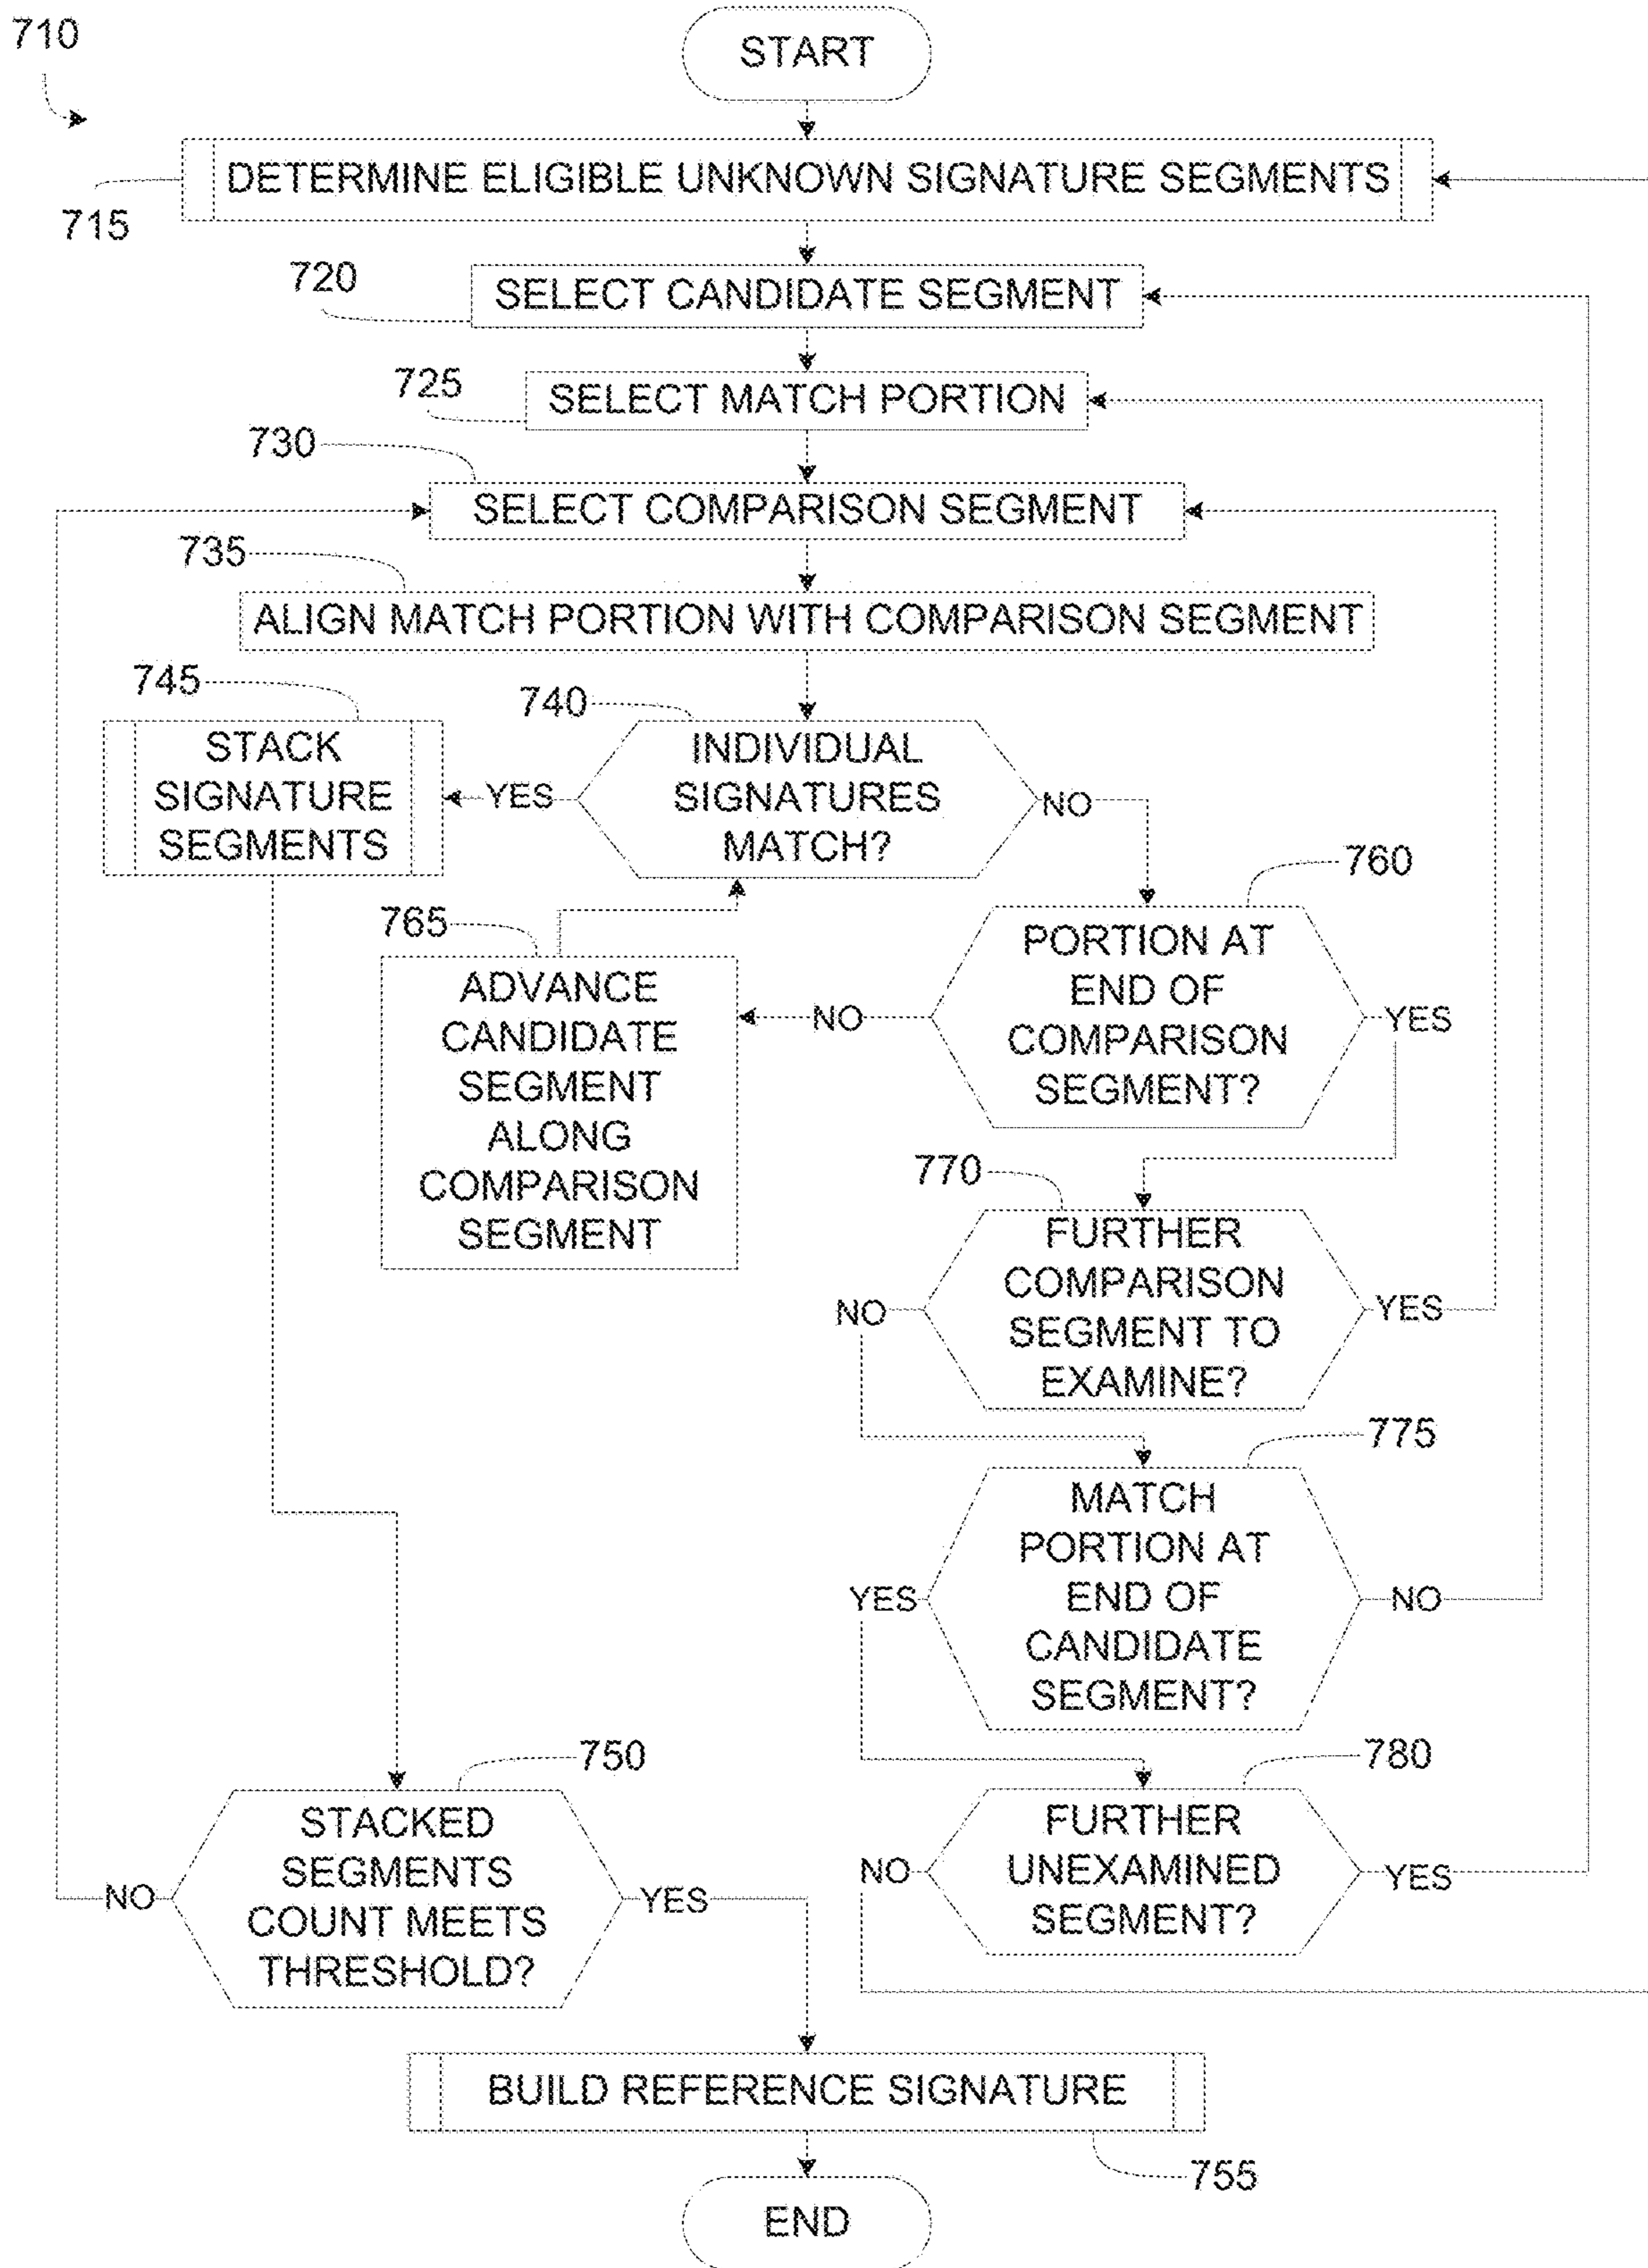 710
START
DETERMINE ELIGIBLE UNKNOWN SIGNATURE SEGMENTS
715
720
SELECT CANDIDATE SEGMENT
725
SELECT MATCH PORTION
730
SELECT COMPARISON SEGMENT
735
ALIGN MATCH PORTION WITH COMPARISON SEGMENT
745
STACK
SIGNATURE
SEGMENTS
YES
740
INDIVIDUAL
SIGNATURES
MATCH?
NO
760
PORTION AT
END OF
COMPARISON
SEGMENT?
NO
YES
765
ADVANCE
CANDIDATE
SEGMENT
ALONG
COMPARISON
SEGMENT
770
FURTHER
COMPARISON
SEGMENT TO
EXAMINE?
NO
YES
775
MATCH
PORTION AT
END OF
CANDIDATE
SEGMENT?
YES
NO
750
STACKED
SEGMENTS
COUNT MEETS
THRESHOLD?
NO
YES
780
FURTHER
UNEXAMINED
SEGMENT?
NO
YES
BUILD REFERENCE SIGNATURE
755
END